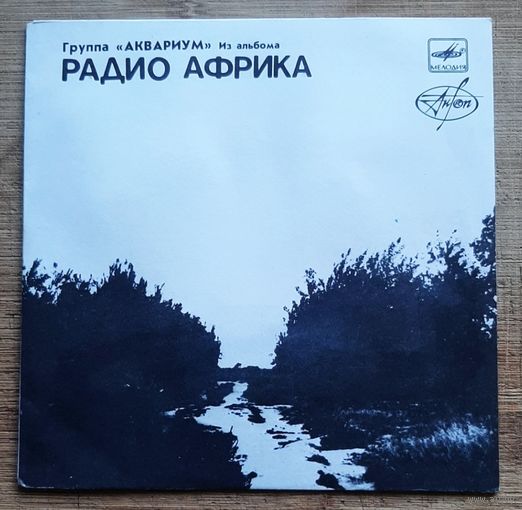 Группа «АКВАРИУМ» Из альбома
РАДИО АФРИКА
МЕЛОДИЯ
АнТроп